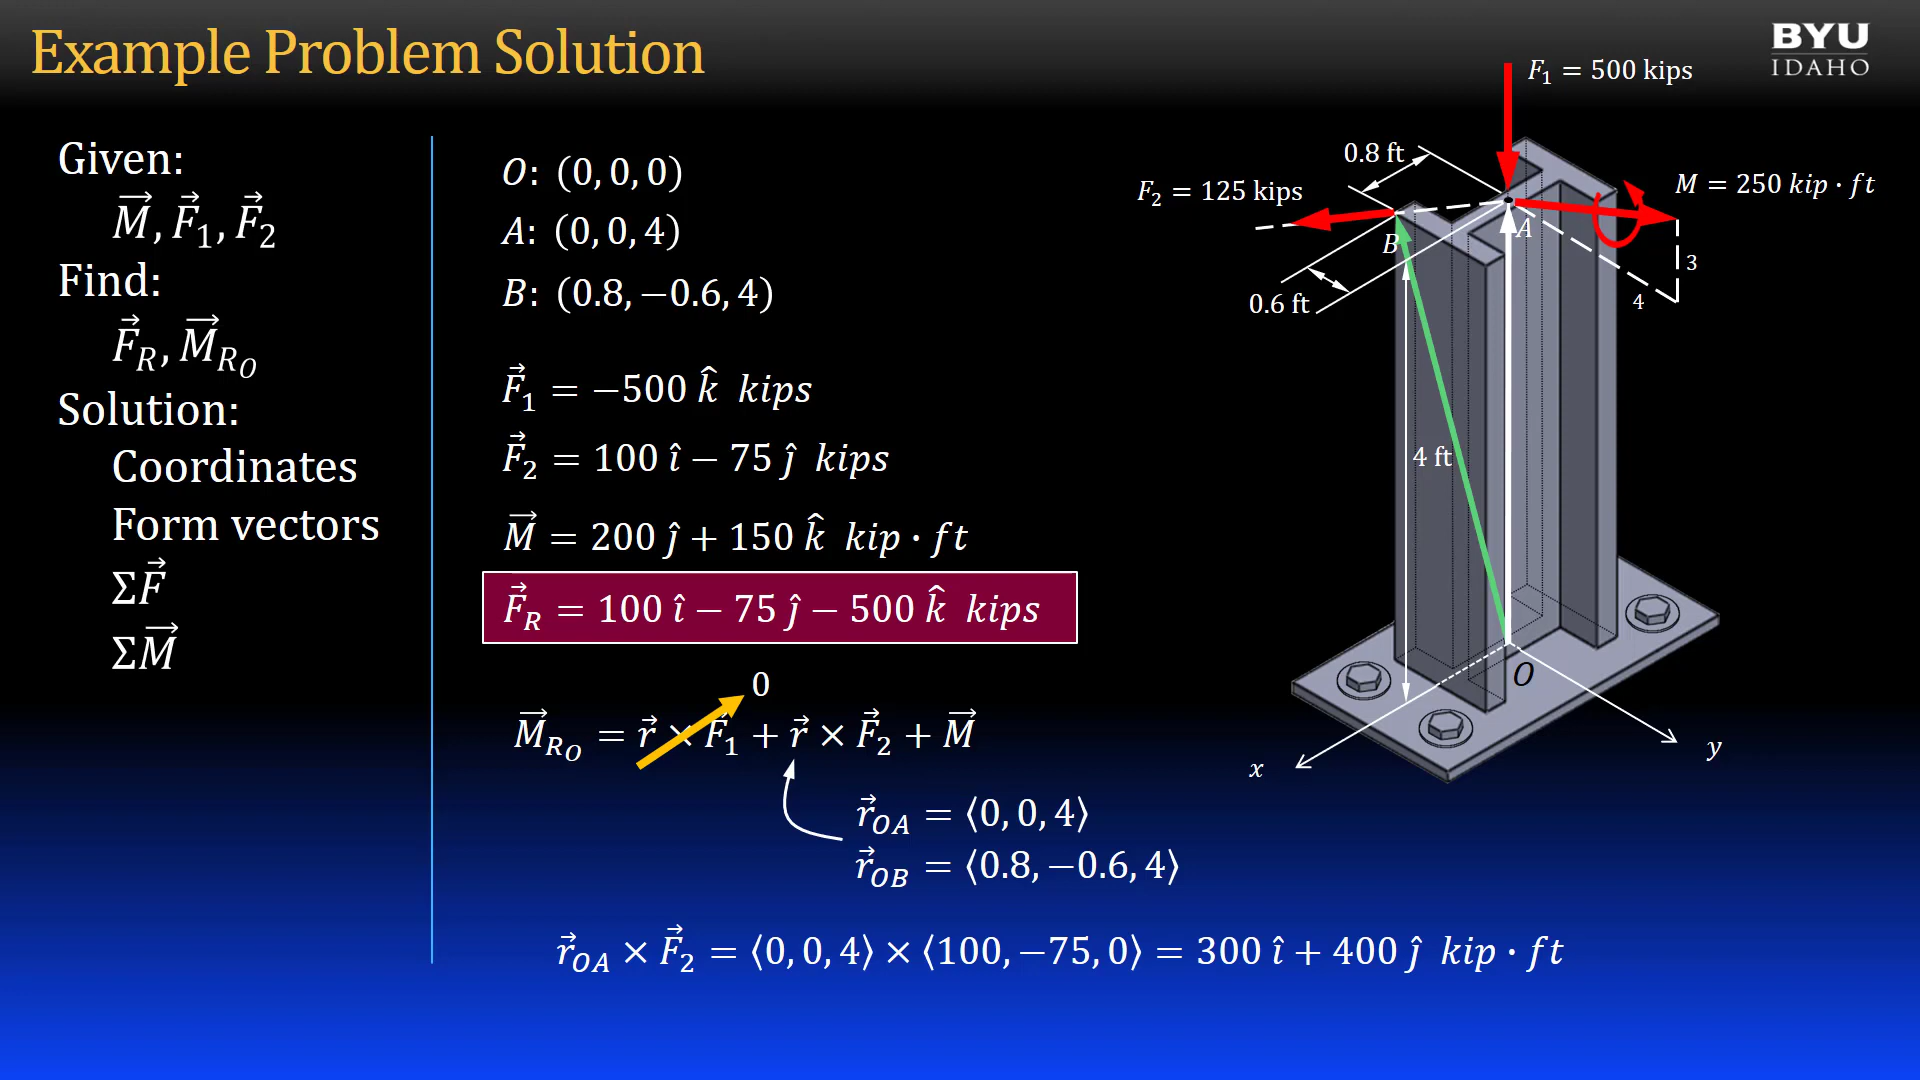 Example Problem Solution
BYU
IDAHO
Given:
M⃗, F⃗₁, F⃗₂
Find:
F⃗_R, M⃗_{R_O}
Solution:
Coordinates
Form vectors
ΣF⃗
ΣM⃗
O: (0, 0, 0)
A: (0, 0, 4)
B: (0.8, −0.6, 4)
F⃗₁ = −500 k̂ kips
F⃗₂ = 100 î − 75 ĵ kips
M⃗ = 200 ĵ + 150 k̂ kip · ft
F⃗_R = 100 î − 75 ĵ − 500 k̂ kips
0
M⃗_{R_O} = r⃗ × F⃗₁ + r⃗ × F⃗₂ + M⃗
r⃗_{OA} = ⟨0, 0, 4⟩
r⃗_{OB} = ⟨0.8, −0.6, 4⟩
r⃗_{OA} × F⃗₂ = ⟨0, 0, 4⟩ × ⟨100, −75, 0⟩ = 300 î + 400 ĵ kip · ft
F₁ = 500 kips
0.8 ft
F₂ = 125 kips
M = 250 kip · ft
A
B
3
4
0.6 ft
4 ft
O
x
y